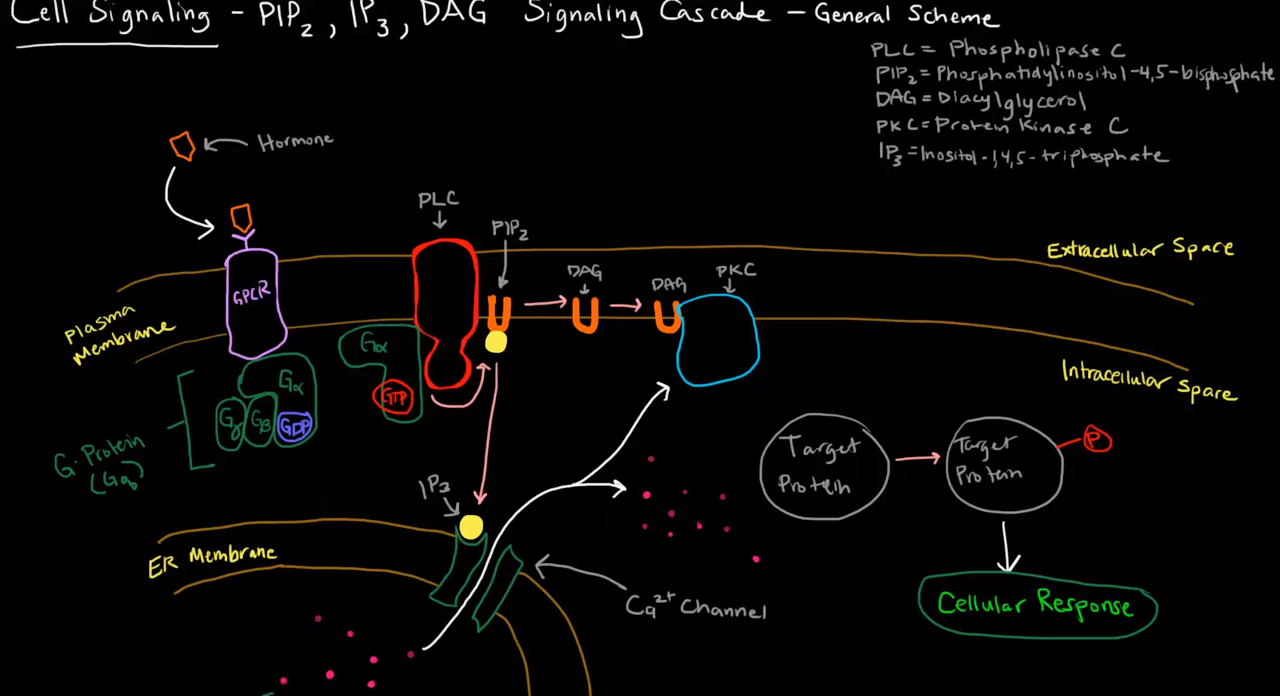 Cell Signaling - PIP2, IP3, DAG Signaling Cascade - General Scheme
PLC = Phospholipase C
PIP2 = Phosphatidylinositol-4,5-bisphosphate
DAG = Diacylglycerol
PKC = Protein Kinase C
IP3 = Inositol-1,4,5-triphosphate
Hormone
PLC
PIP2
DAG
DAG
PKC
Extracellular Space
GPCR
Plasma
Membrane
Intracellular Space
Gα
Gα
GTP
Gγ
Gβ
GDP
G-Protein
(Gαq)
Target
Protein
Target
Protein
P
IP3
ER Membrane
Ca2+ Channel
Cellular Response